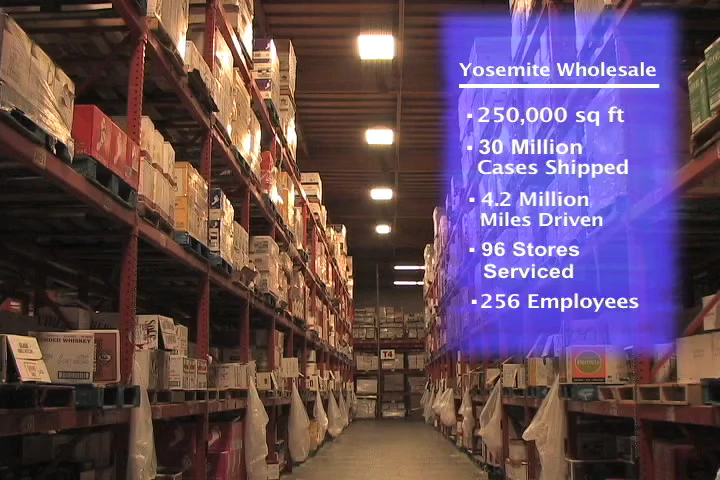 Yosemite Wholesale
▪ 250,000 sq ft
▪ 30 Million
Cases Shipped
▪ 4.2 Million
Miles Driven
▪ 96 Stores
Serviced
▪ 256 Employees
T4
WHISKEY